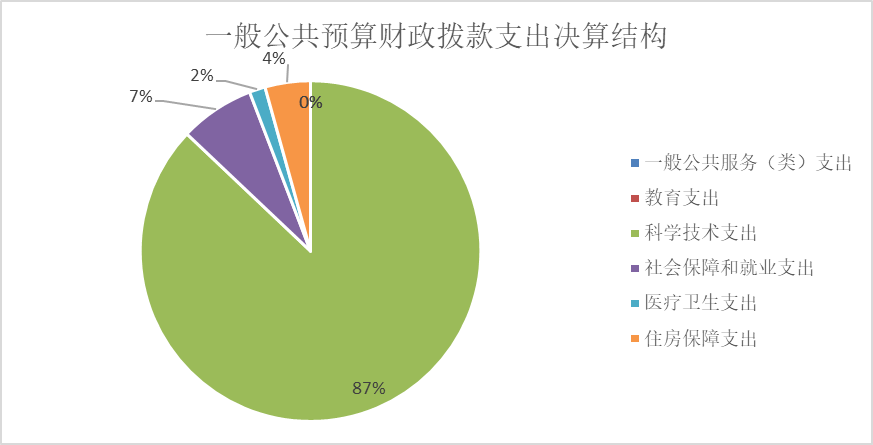 一般公共预算财政拨款支出决算结构
4%
2%
0%
7%
87%
一般公共服务（类）支出
教育支出
科学技术支出
社会保障和就业支出
医疗卫生支出
住房保障支出